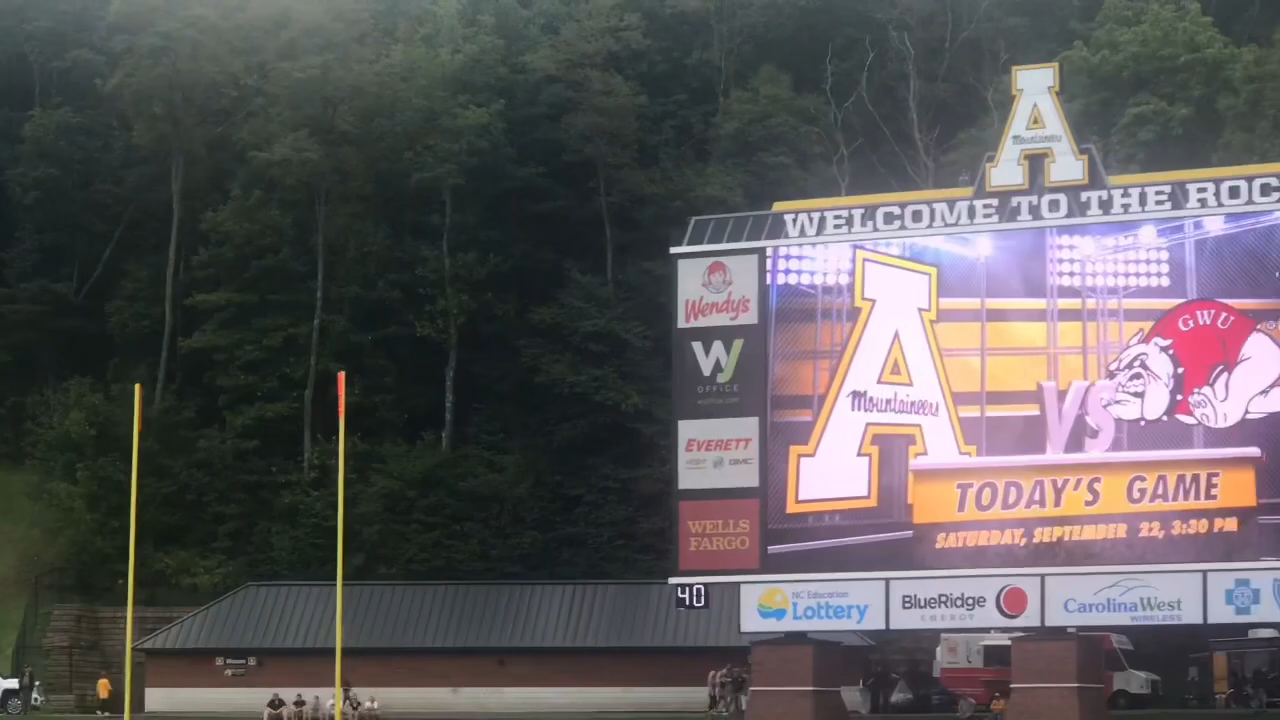 Mountaineers
WELCOME TO THE ROC
Wendy's
WJ
OFFICE
EVERETT
GMC
WELLS
FARGO
Mountaineers
VS
GWU
TODAY'S GAME
SATURDAY, SEPTEMBER 22, 3:30 PM
40
NC Education
Lottery
BlueRidge
ENERGY
CarolinaWest
WIRELESS